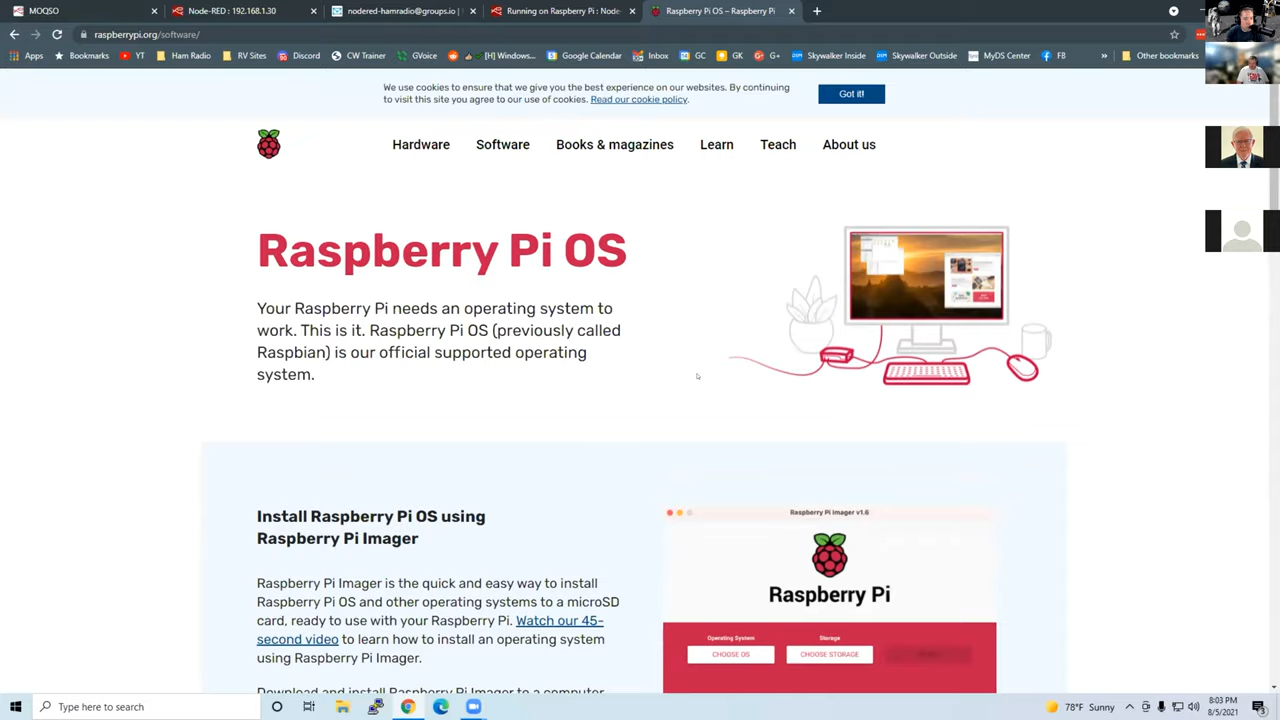 MOQSO
Node-RED: 192.168.1.30
nodered-hamradio@groups.io |
Running on Raspberry Pi : Node-
Raspberry Pi OS – Raspberry Pi
raspberrypi.org/software/
Apps
Bookmark
YT
Ham Radio
RV Sites
Discord
CW Trainer
GVoice
[H] [Windows]...
Google Calendar
Inbox
GC
GK
G+
Skywalker Inside
Skywalker Outside
MyDS Center
FB
Other bookmarks
We use cookies to ensure that we give you the best experience on our websites. By continuing
to visit this site you agree to our use of cookies. Read our cookie policy.
Got it!
Hardware
Software
Books & magazines
Learn
Teach
About us
Raspberry Pi OS
Your Raspberry Pi needs an operating system to
work. This is it. Raspberry Pi OS (previously called
Raspbian) is our official supported operating
system.
Install Raspberry Pi OS using
Raspberry Pi Imager
Raspberry Pi Imager is the quick and easy way to install
Raspberry Pi OS and other operating systems to a microSD
card, ready to use with your Raspberry Pi. Watch our 45-
second video to learn how to install an operating system
using Raspberry Pi Imager.
Download and install Raspberry Pi Imager to a computer
Raspberry Pi Imager v1.6
Raspberry Pi
Operating System
CHOOSE OS
Storage
CHOOSE STORAGE
Type here to search
78°F Sunny
8:03 PM
8/5/2021